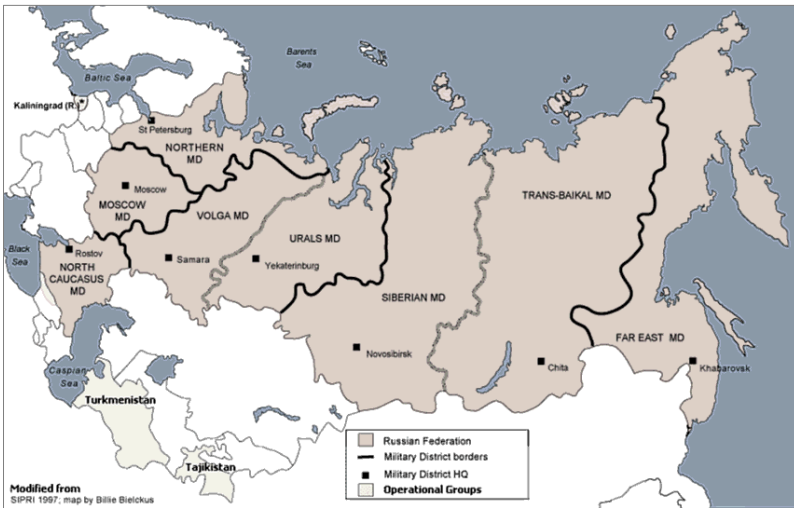 Barents
Sea
Baltic Sea
Kaliningrad (R.)
St Petersburg
NORTHERN
MD
Moscow
MOSCOW
MD
VOLGA MD
TRANS-BAIKAL MD
URALS MD
Black
Sea
Rostov
Samara
Yekaterinburg
NORTH
CAUCASUS
MD
SIBERIAN MD
FAR EAST MD
Novosibirsk
Chita
Khabarovsk
Caspian
Sea
Turkmenistan
Tajikistan
Russian Federation
Military District borders
Military District HQ
Operational Groups
Modified from
SIPRI 1997; map by Billie Bielckus